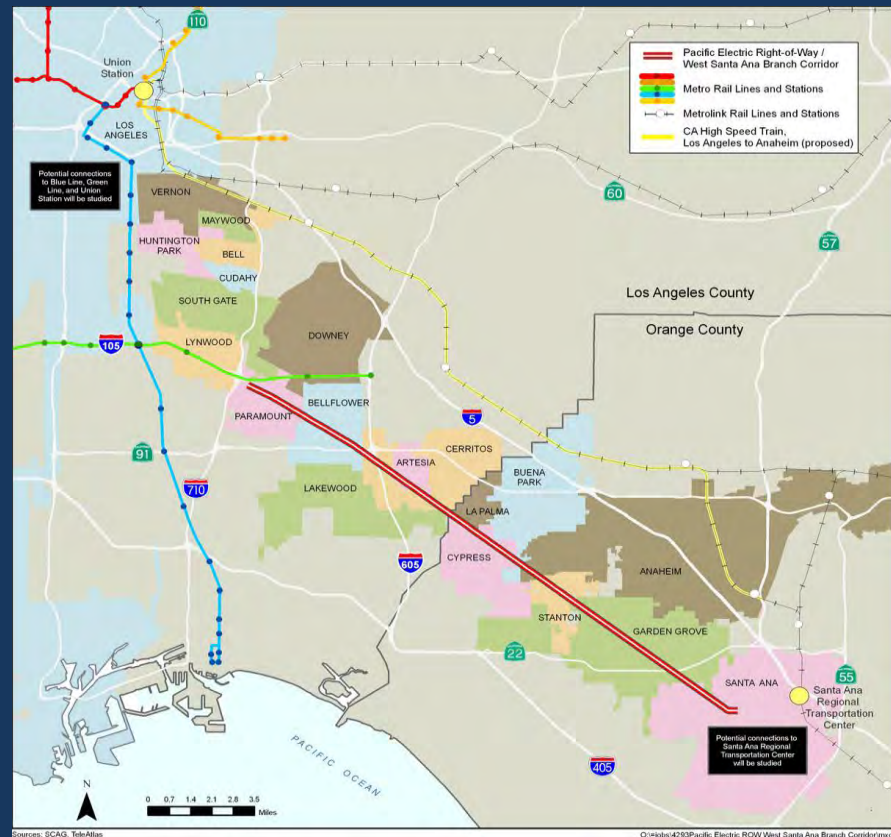 110
Union
Station
LOS
ANGELES
Potential connections
to Blue Line, Green
Line, and Union
Station will be studied
Pacific Electric Right-of-Way /
West Santa Ana Branch Corridor
Metro Rail Lines and Stations
Metrolink Rail Lines and Stations
CA High Speed Train,
Los Angeles to Anaheim (proposed)
VERNON
MAYWOOD
HUNTINGTON
PARK
BELL
CUDAHY
SOUTH GATE
60
57
Los Angeles County
Orange County
105
LYNWOOD
DOWNEY
PARAMOUNT
BELLFLOWER
5
91
ARTESIA
CERRITOS
BUENA
PARK
710
LAKEWOOD
LA PALMA
605
CYPRESS
ANAHEIM
STANTON
GARDEN GROVE
22
SANTA ANA
55
Santa Ana
Regional
Transportation
Center
Potential connections to
Santa Ana Regional
Transportation Center
will be studied
405
PACIFIC OCEAN
N
0 0.7 1.4 2.1 2.8 3.5
Miles
Sources: SCAG, TeleAtlas